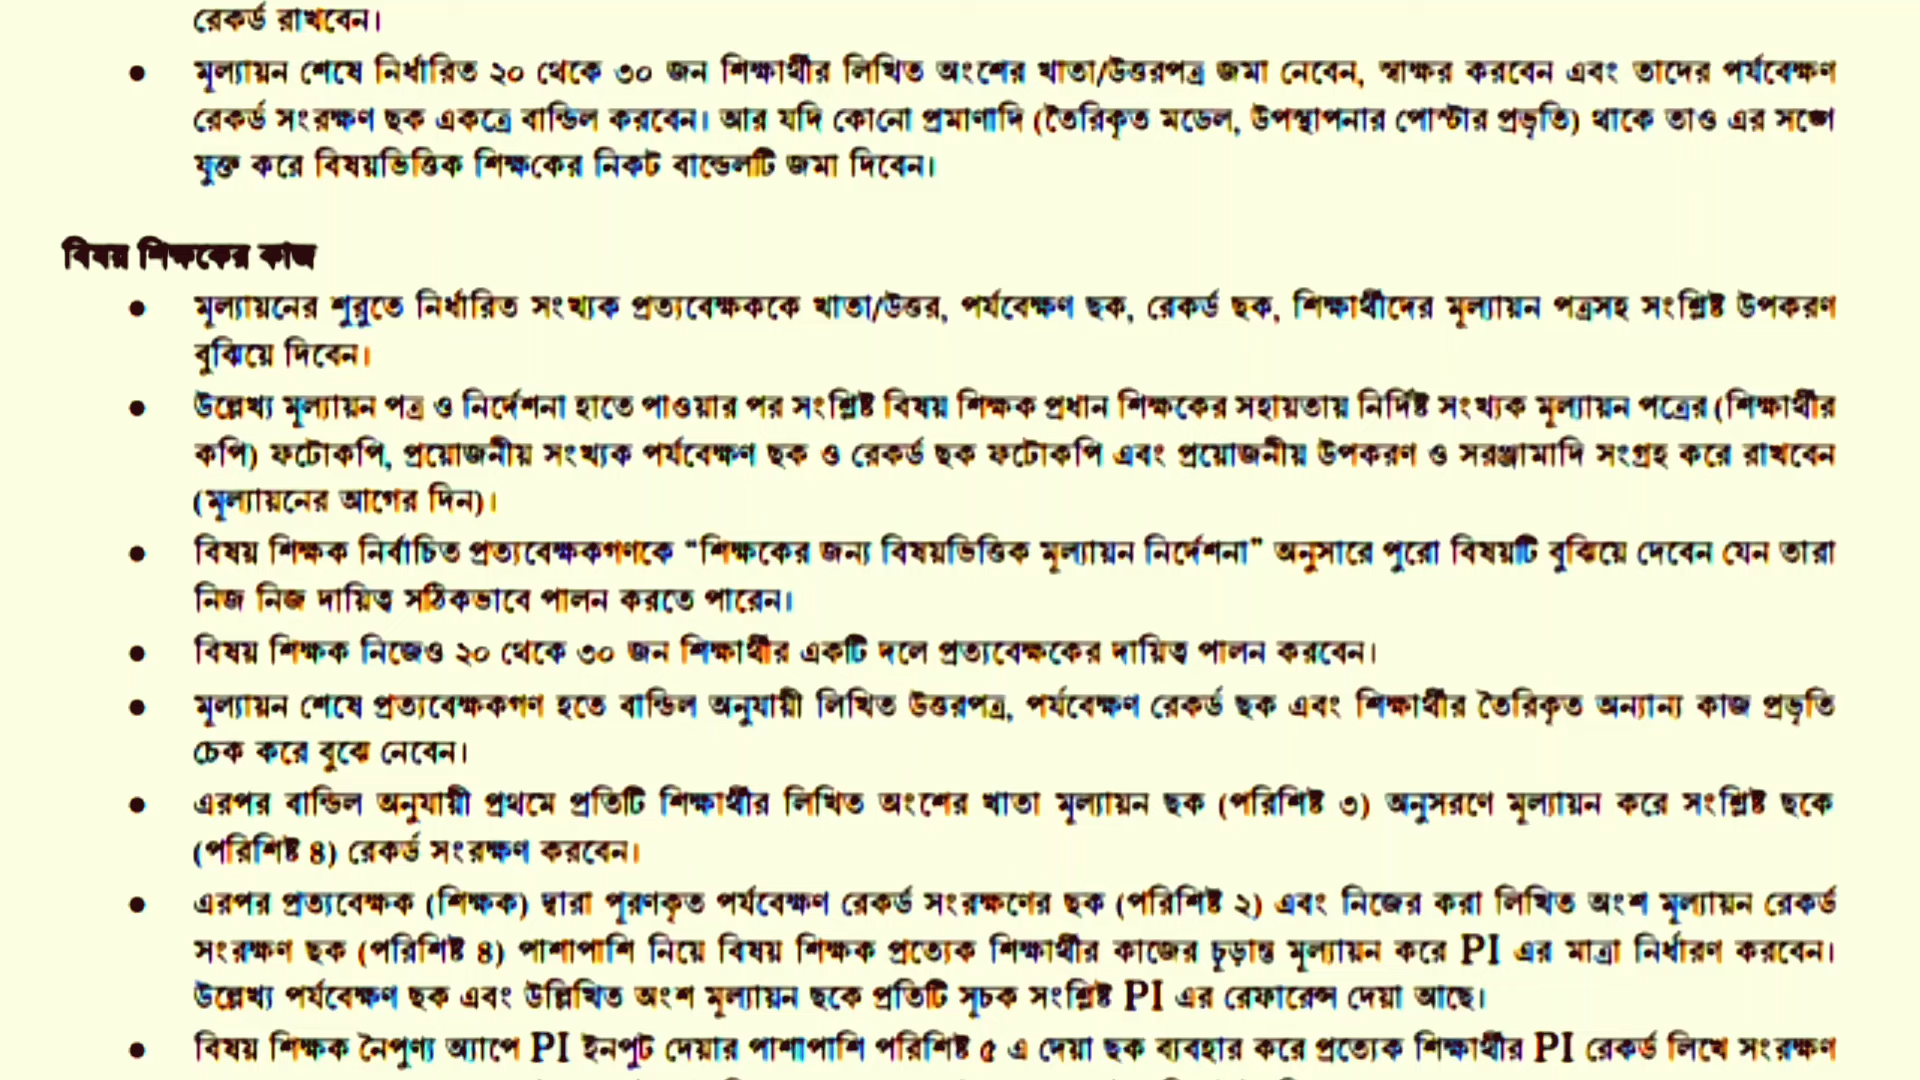 রেকর্ড রাখবেন।
● মূল্যায়ন শেষে নির্ধারিত ২০ থেকে ৩০ জন শিক্ষার্থীর লিখিত অংশের খাতা/উত্তরপত্র জমা নেবেন, স্বাক্ষর করবেন এবং তাদের পর্যবেক্ষণ
রেকর্ড সংরক্ষণ ছক একত্রে বান্ডিল করবেন। আর যদি কোনো প্রমাণাদি (তৈরিকৃত মডেল, উপস্থাপনার পোস্টার প্রভৃতি) থাকে তাও এর সঙ্গে
যুক্ত করে বিষয়ভিত্তিক শিক্ষকের নিকট বান্ডেলটি জমা দিবেন।
বিষয় শিক্ষকের কাজ
● মূল্যায়নের শুরুতে নির্ধারিত সংখ্যক প্রত্যবেক্ষককে খাতা/উত্তর, পর্যবেক্ষণ ছক, রেকর্ড ছক, শিক্ষার্থীদের মূল্যায়ন পত্রসহ সংশ্লিষ্ট উপকরণ
বুঝিয়ে দিবেন।
● উল্লেখ্য মূল্যায়ন পত্র ও নির্দেশনা হাতে পাওয়ার পর সংশ্লিষ্ট বিষয় শিক্ষক প্রধান শিক্ষকের সহায়তায় নির্দিষ্ট সংখ্যক মূল্যায়ন পত্রের (শিক্ষার্থীর
কপি) ফটোকপি, প্রয়োজনীয় সংখ্যক পর্যবেক্ষণ ছক ও রেকর্ড ছক ফটোকপি এবং প্রয়োজনীয় উপকরণ ও সরঞ্জামাদি সংগ্রহ করে রাখবেন
(মূল্যায়নের আগের দিন)।
● বিষয় শিক্ষক নির্বাচিত প্রত্যবেক্ষকগণকে “শিক্ষকের জন্য বিষয়ভিত্তিক মূল্যায়ন নির্দেশনা” অনুসারে পুরো বিষয়টি বুঝিয়ে দেবেন যেন তারা
নিজ নিজ দায়িত্ব সঠিকভাবে পালন করতে পারেন।
● বিষয় শিক্ষক নিজেও ২০ থেকে ৩০ জন শিক্ষার্থীর একটি দলে প্রত্যবেক্ষকের দায়িত্ব পালন করবেন।
● মূল্যায়ন শেষে প্রত্যবেক্ষকগণ হতে বান্ডিল অনুযায়ী লিখিত উত্তরপত্র, পর্যবেক্ষণ রেকর্ড ছক এবং শিক্ষার্থীর তৈরিকৃত অন্যান্য কাজ প্রভৃতি
চেক করে বুঝে নেবেন।
● এরপর বান্ডিল অনুযায়ী প্রথমে প্রতিটি শিক্ষার্থীর লিখিত অংশের খাতা মূল্যায়ন ছক (পরিশিষ্ট ৩) অনুসরণে মূল্যায়ন করে সংশ্লিষ্ট ছকে
(পরিশিষ্ট ৪) রেকর্ড সংরক্ষণ করবেন।
● এরপর প্রত্যবেক্ষক (শিক্ষক) দ্বারা পূরণকৃত পর্যবেক্ষণ রেকর্ড সংরক্ষণের ছক (পরিশিষ্ট ২) এবং নিজের করা লিখিত অংশ মূল্যায়ন রেকর্ড
সংরক্ষণ ছক (পরিশিষ্ট ৪) পাশাপাশি নিয়ে বিষয় শিক্ষক প্রত্যেক শিক্ষার্থীর কাজের চূড়ান্ত মূল্যায়ন করে PI এর মাত্রা নির্ধারণ করবেন।
উল্লেখ্য পর্যবেক্ষণ ছক এবং উল্লিখিত অংশ মূল্যায়ন ছকে প্রতিটি সূচক সংশ্লিষ্ট PI এর রেফারেন্স দেয়া আছে।
● বিষয় শিক্ষক নৈপুণ্য অ্যাপে PI ইনপুট দেয়ার পাশাপাশি পরিশিষ্ট ৫ এ দেয়া ছক ব্যবহার করে প্রত্যেক শিক্ষার্থীর PI রেকর্ড লিখে সংরক্ষণ